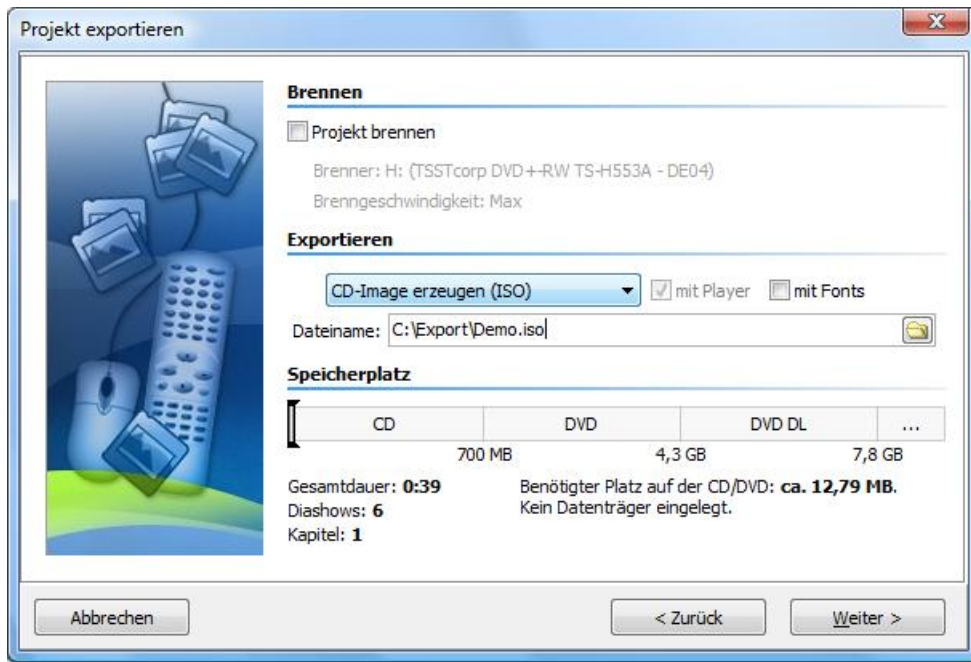 Projekt exportieren
Brennen
Projekt brennen
Brenner: H: (TSSTcorp DVD+-RW TS-H553A - DE04)
Brenngeschwindigkeit: Max
Exportieren
CD-Image erzeugen (ISO) mit Player mit Fonts
Dateiname: C:\Export\Demo.iso
Speicherplatz
CD DVD DVD DL ...
700 MB 4,3 GB 7,8 GB
Gesamtdauer: 0:39 Benötigter Platz auf der CD/DVD: ca. 12,79 MB.
Diashows: 6 Kein Datenträger eingelegt.
Kapitel: 1
Abbrechen < Zurück Weiter >